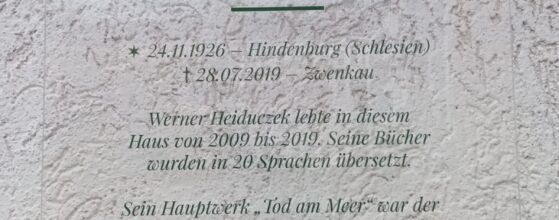 ✶ 24.11.1926 – Hindenburg (Schlesien)
† 28.07.2019 – Zwenkau
Werner Heiduczek lebte in diesem
Haus von 2009 bis 2019. Seine Bücher
wurden in 20 Sprachen übersetzt.
Sein Hauptwerk „Tod am Meer“ war der